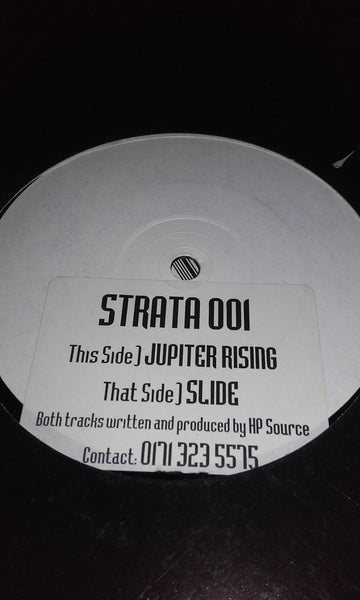 STRATA 001
This Side) JUPITER RISING
That Side) SLIDE
Both tracks written and produced by HP Source
Contact: 0171 323 5575